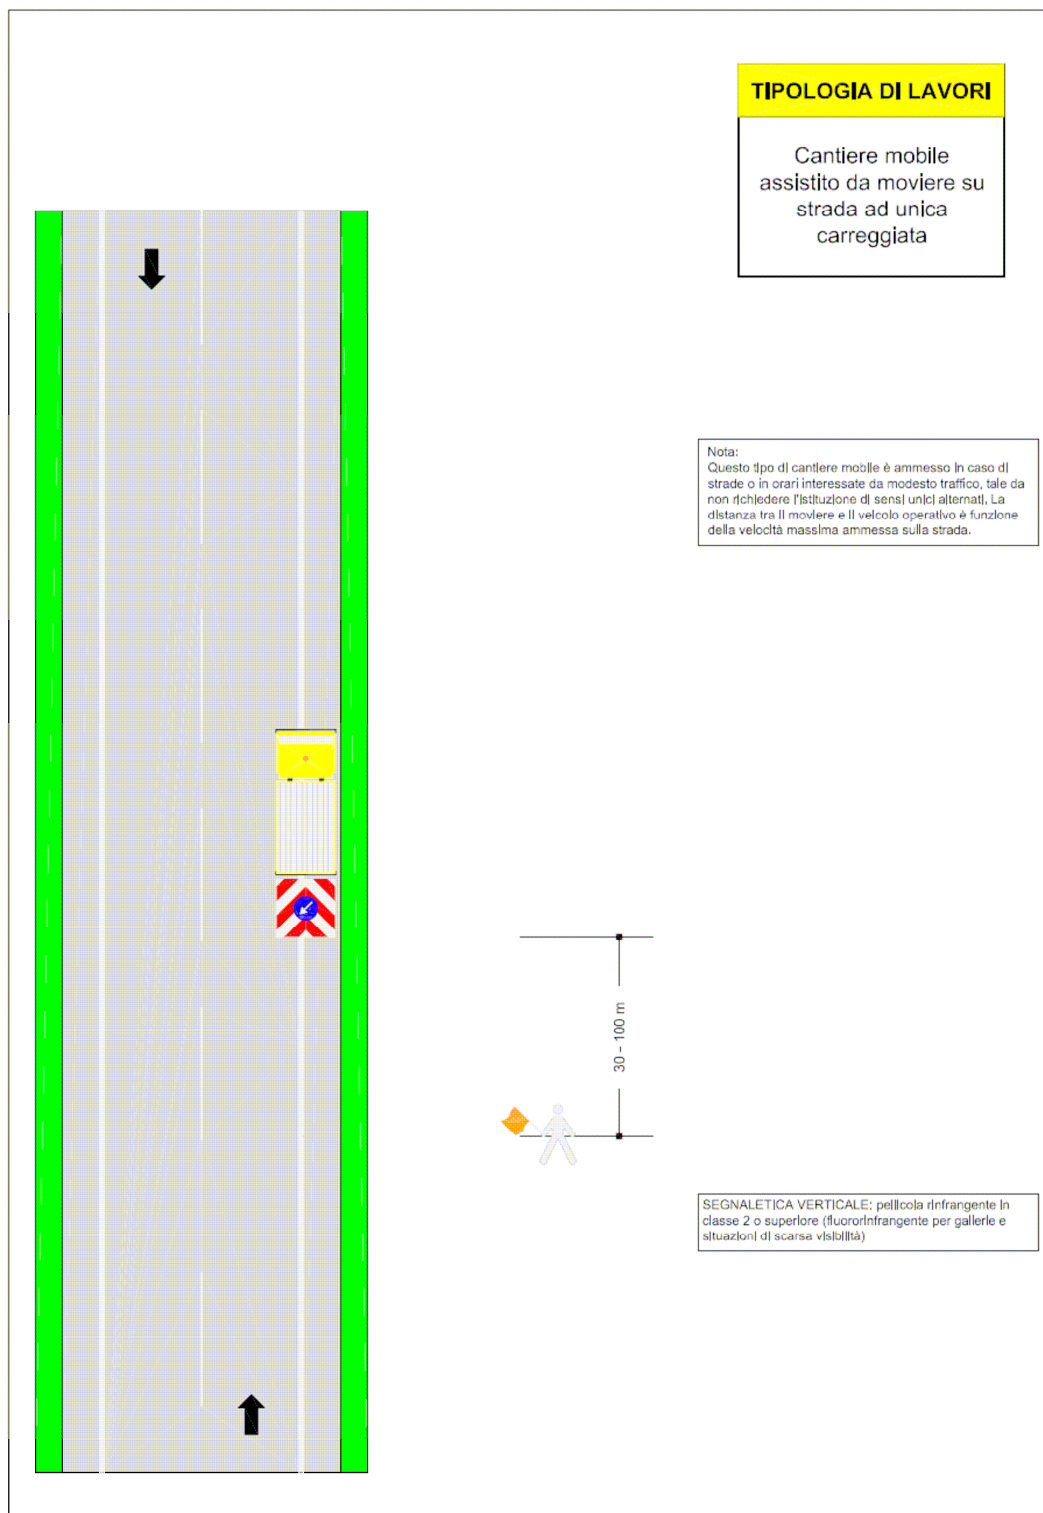 TIPOLOGIA DI LAVORI
Cantiere mobile
assistito da moviere su
strada ad unica
carreggiata
Nota:
Questo tipo di cantiere mobile è ammesso in caso di
strade o in orari interessate da modesto traffico, tale da
non richiedere l'istituzione di sensi unici alternati. La
distanza tra il moviere e il veicolo operativo è funzione
della velocità massima ammessa sulla strada.
30 - 100 m
SEGNALETICA VERTICALE: pellicola rinfrangente in
classe 2 o superiore (fluororinfrangente per gallerie e
situazioni di scarsa visibilità)